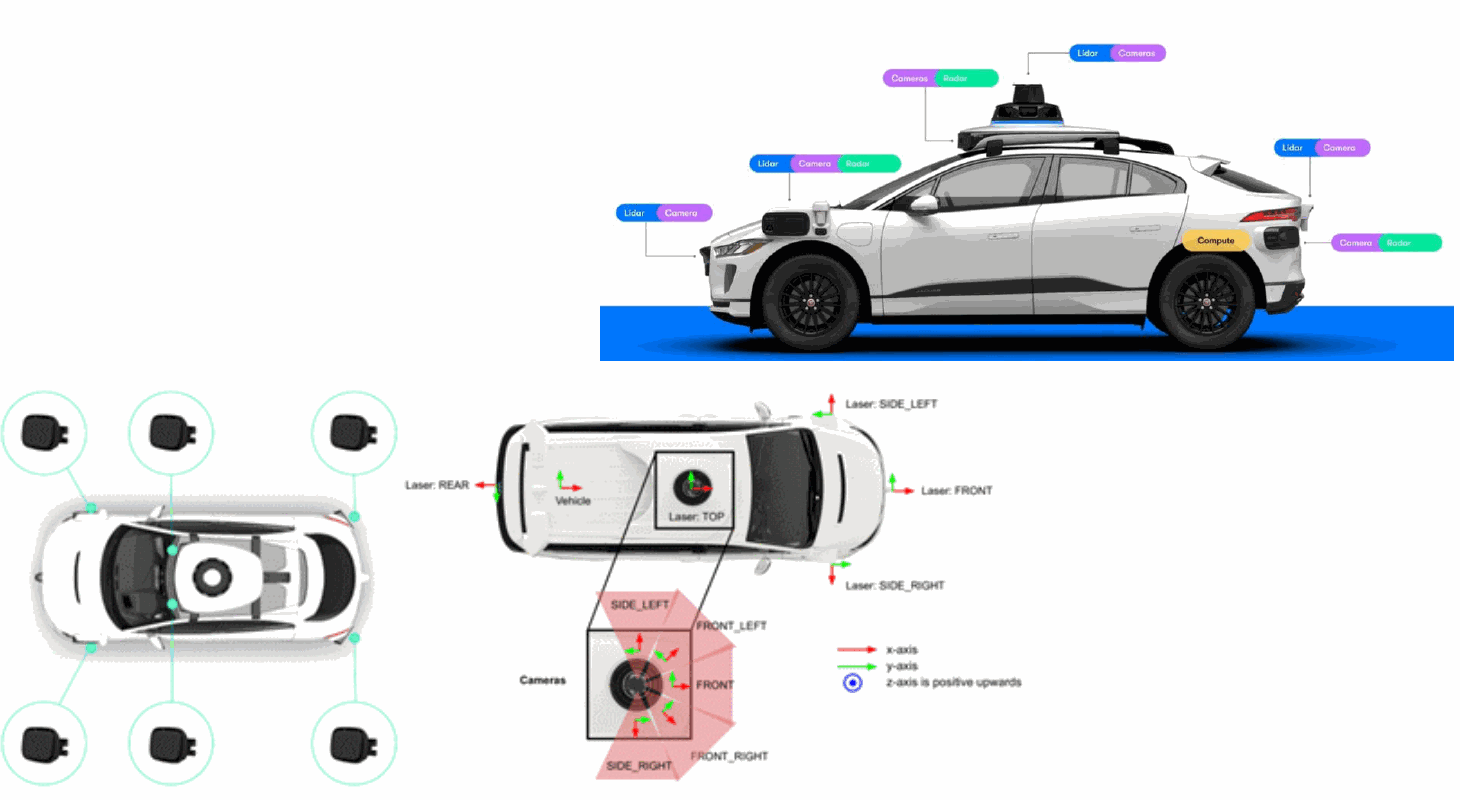 Lidar Cameras
Cameras Radar
Lidar Camera
Lidar Camera Radar
Lidar Camera
Compute
Camera Radar
Laser: SIDE_LEFT
Laser: REAR
Vehicle
Laser: TOP
Laser: FRONT
Laser: SIDE_RIGHT
SIDE_LEFT
FRONT_LEFT
Cameras
FRONT
FRONT_RIGHT
SIDE_RIGHT
x-axis
y-axis
z-axis is positive upwards